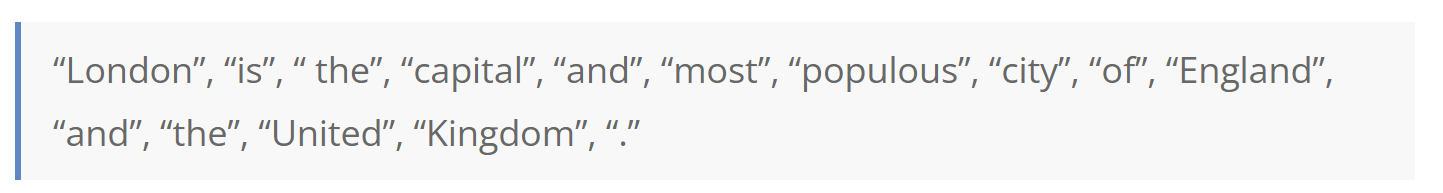 “London”, “is”, “ the”, “capital”, “and”, “most”, “populous”, “city”, “of”, “England”,
“and”, “the”, “United”, “Kingdom”, “.”